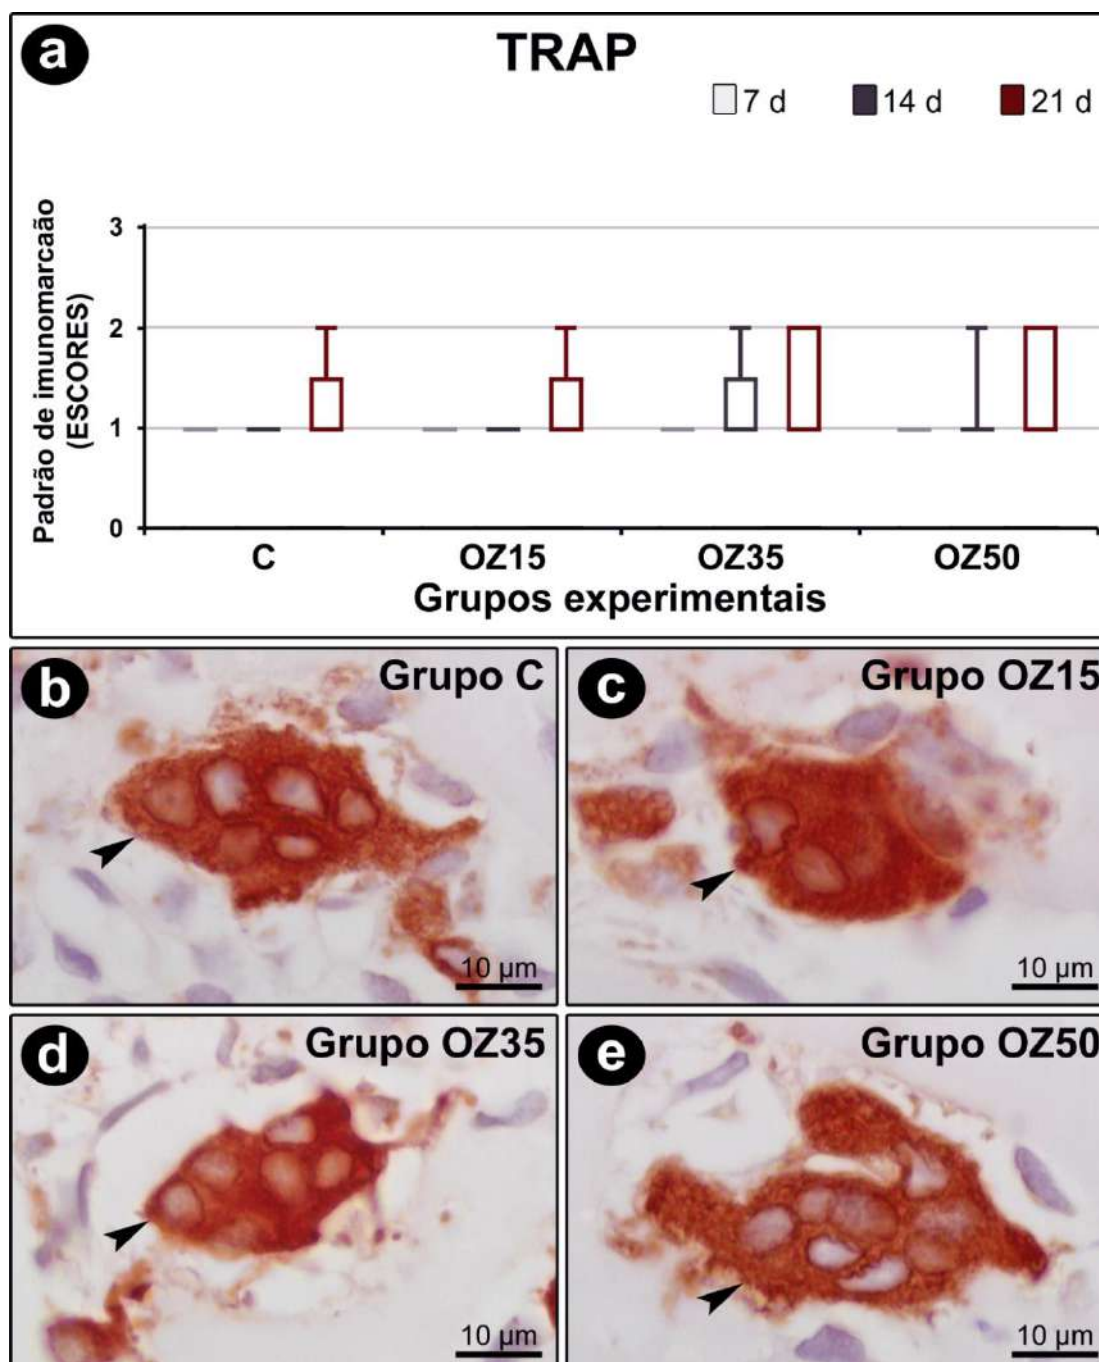 a
TRAP
7 d
14 d
21 d
Padrão de imunomarcaão
(ESCORES)
3
2
1
0
C
OZ15
OZ35
OZ50
Grupos experimentais
b
Grupo C
10 µm
c
Grupo OZ15
10 µm
d
Grupo OZ35
10 µm
e
Grupo OZ50
10 µm